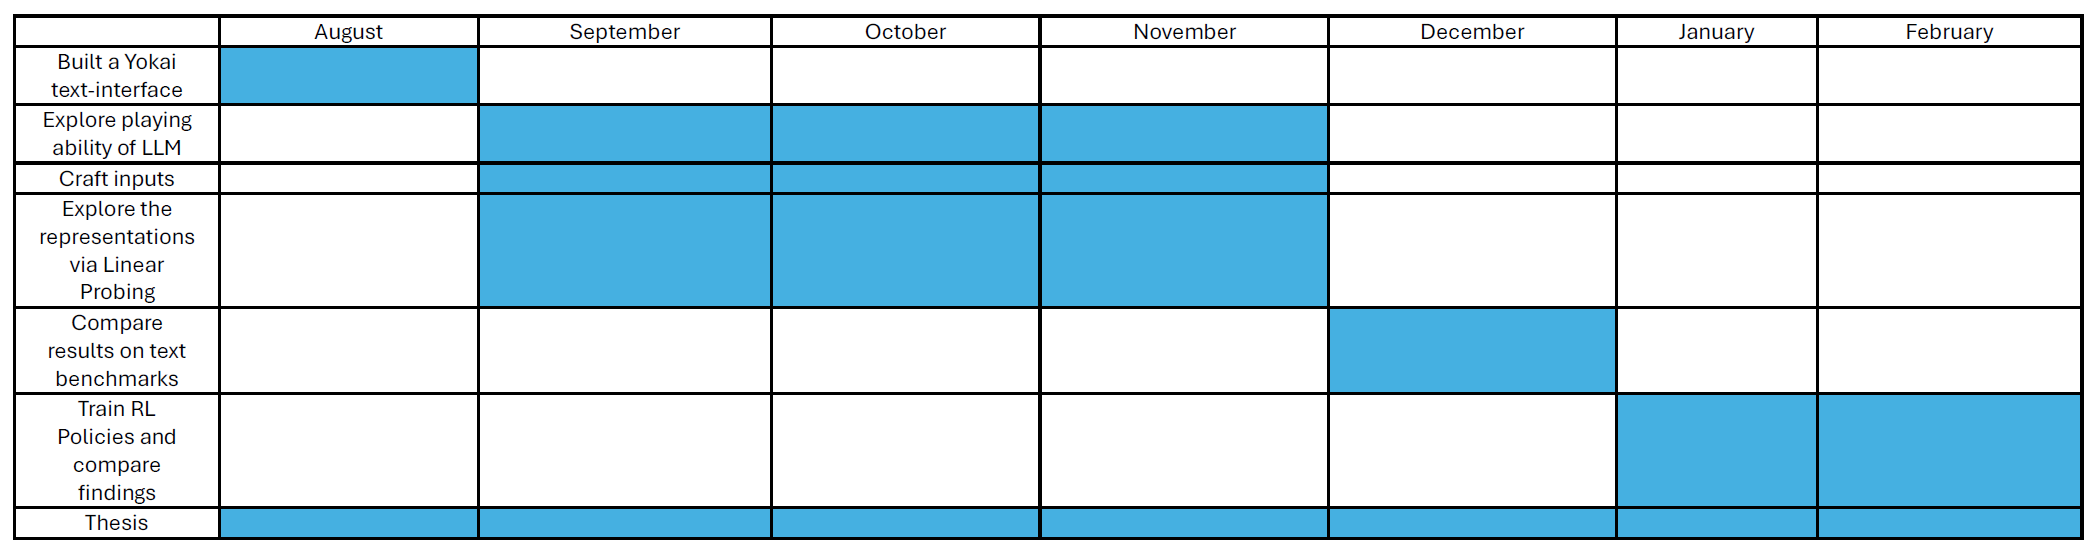 August September October November December January February
Built a Yokai
text-interface
Explore playing
ability of LLM
Craft inputs
Explore the
representations
via Linear
Probing
Compare
results on text
benchmarks
Train RL
Policies and
compare
findings
Thesis